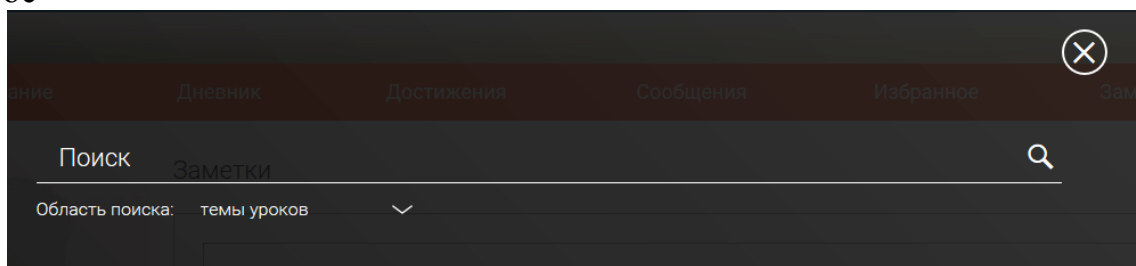 ание Дневник Достижения Сообщения Избранное Зам
Поиск
Заметки
Область поиска: темы уроков